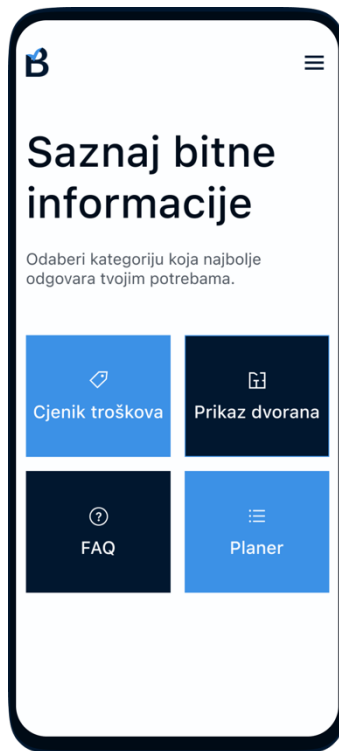 B
Saznaj bitne
informacije
Odaberi kategoriju koja najbolje
odgovara tvojim potrebama.
Cjenik troškova
Prikaz dvorana
FAQ
Planer